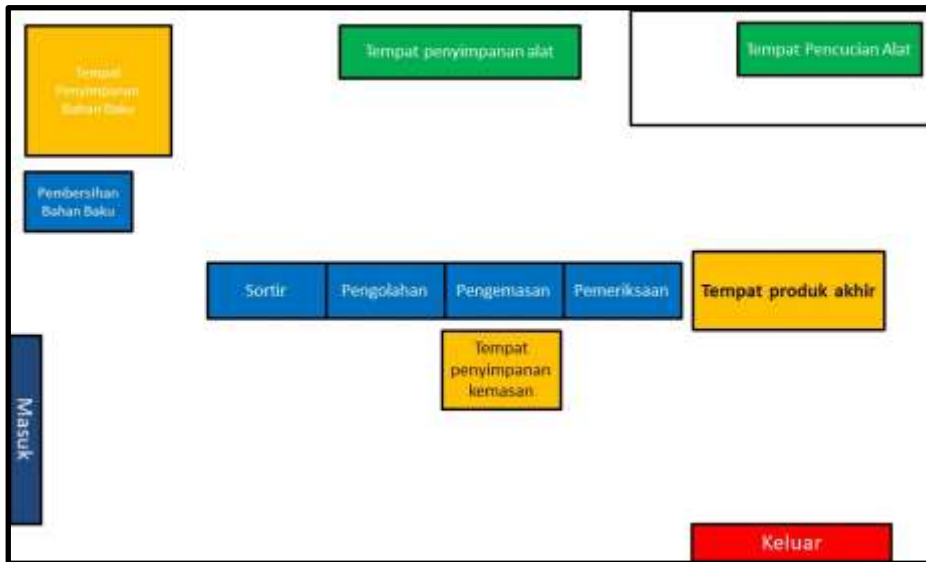 Tempat
Penyimpanan
Bahan Baku
Tempat penyimpanan alat
Tempat Pencucian Alat
Pembersihan
Bahan Baku
Sortir
Pengolahan
Pengemasan
Pemeriksaan
Tempat produk akhir
Tempat
penyimpanan
kemasan
Masuk
Keluar